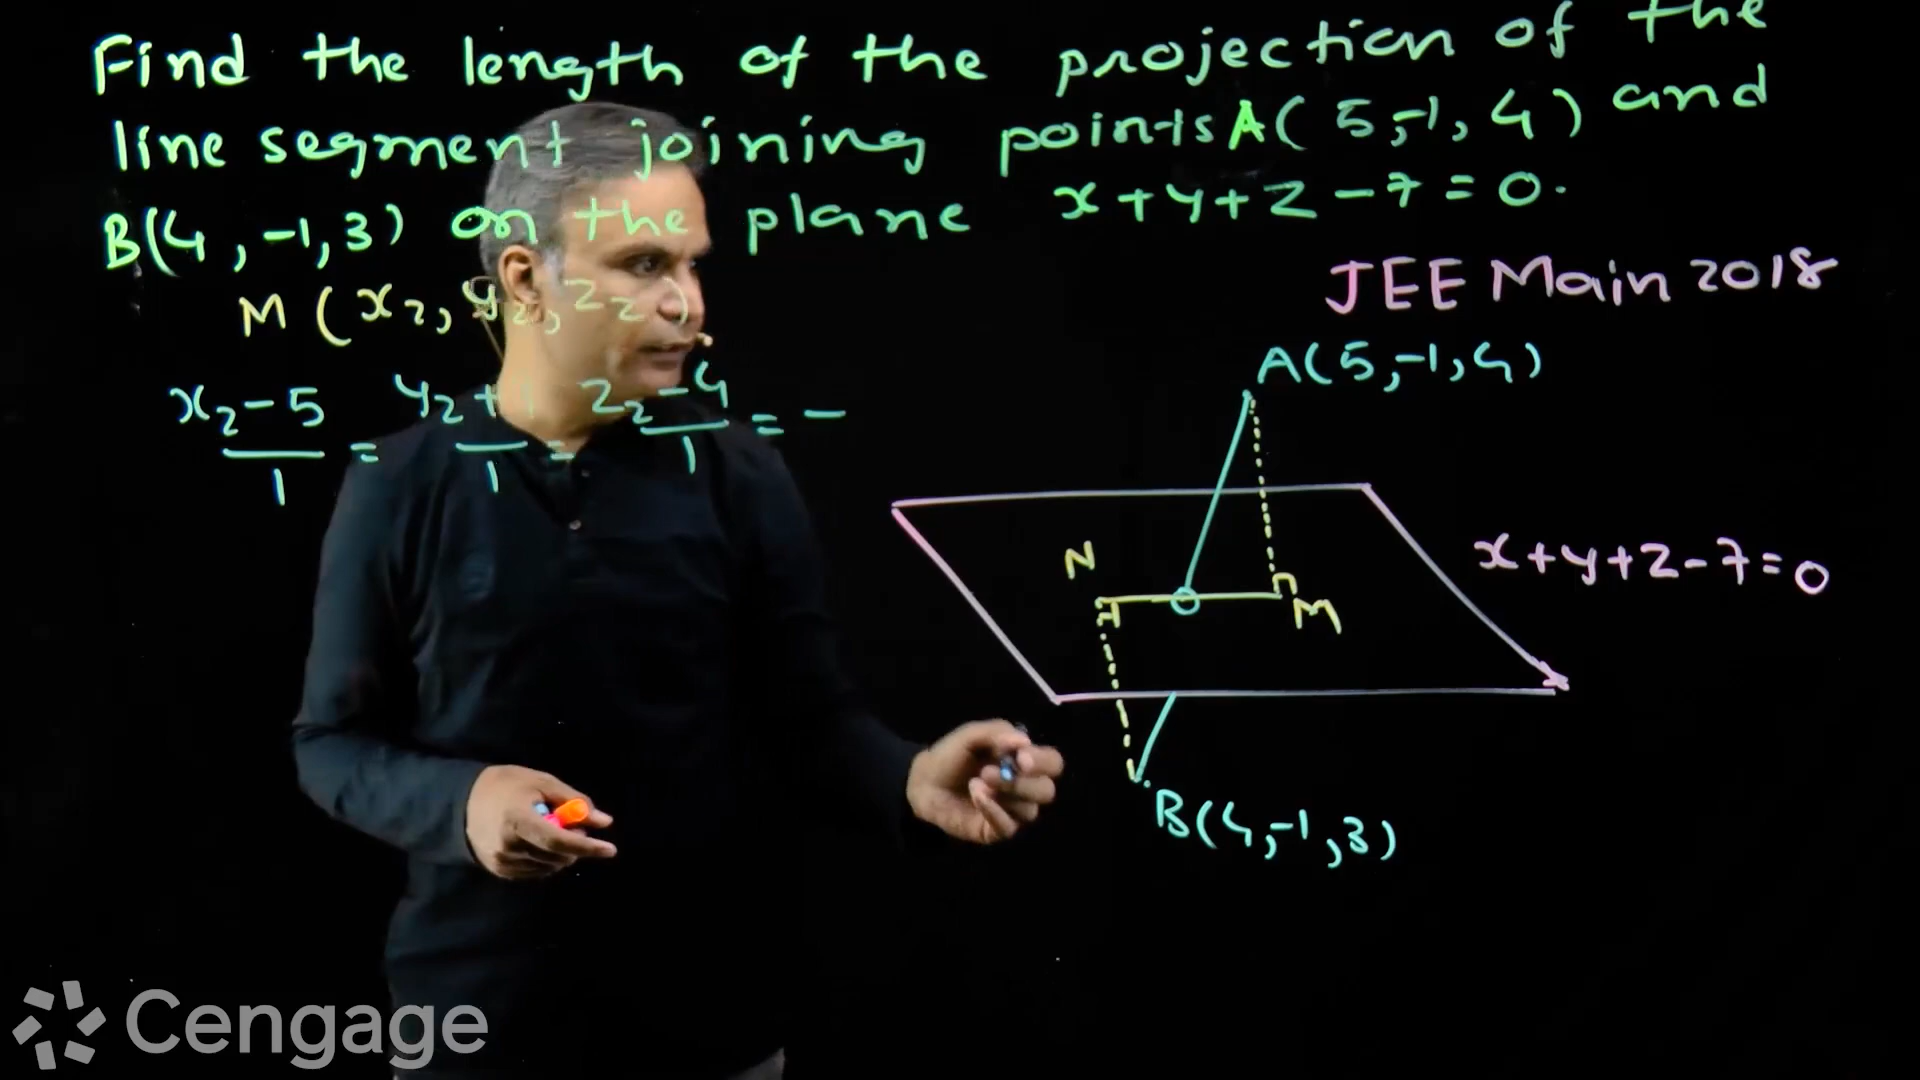 Find the length of the projection of the
line segment joining points A(5,-1,4) and
B(4,-1,3) on the plane x+y+z-7=0.
JEE Main 2018
M(x₂,y₂,z₂)
(x₂-5)/1 = (y₂+1)/1 = (z₂-4)/1 = -
A(5,-1,4)
N
M
x+y+z-7=0
B(4,-1,3)
Cengage